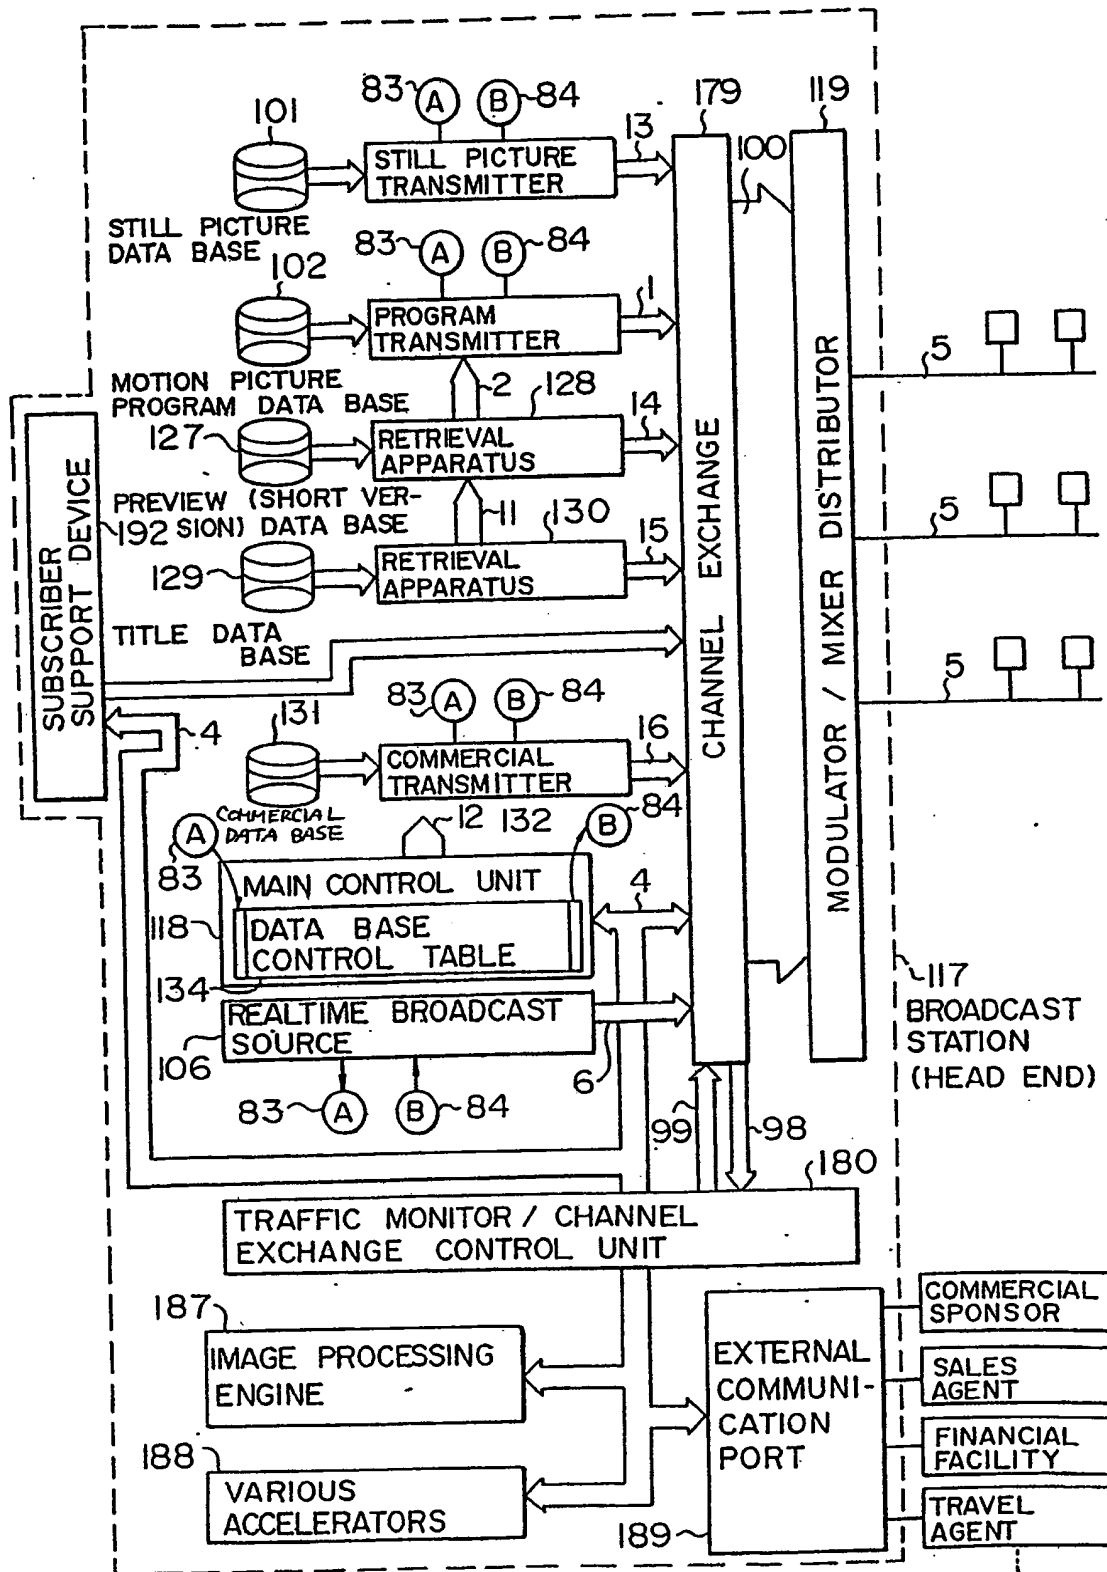 83 A B 84
179
119
101
13
100
STILL PICTURE
TRANSMITTER
STILL PICTURE
DATA BASE
83 A B 84
102
1
PROGRAM
TRANSMITTER
MOTION PICTURE
PROGRAM DATA BASE
2
128
127
14
RETRIEVAL
APPARATUS
5
PREVIEW (SHORT VER-
SION) DATA BASE
192
11
130
129
15
RETRIEVAL
APPARATUS
5
TITLE DATA
BASE
SUBSCRIBER
SUPPORT DEVICE
CHANNEL EXCHANGE
MODULATOR / MIXER DISTRIBUTOR
5
4
83 A B 84
131
16
COMMERCIAL
TRANSMITTER
COMMERCIAL
DATA BASE
12
132
B 84
A
83
MAIN CONTROL UNIT
4
118
DATA BASE
CONTROL TABLE
134
REALTIME BROADCAST
SOURCE
106
6
83 A B 84
117
BROADCAST
STATION
(HEAD END)
99
98
180
TRAFFIC MONITOR / CHANNEL
EXCHANGE CONTROL UNIT
187
IMAGE PROCESSING
ENGINE
188
VARIOUS
ACCELERATORS
EXTERNAL
COMMUNI-
CATION
PORT
189
COMMERCIAL
SPONSOR
SALES
AGENT
FINANCIAL
FACILITY
TRAVEL
AGENT